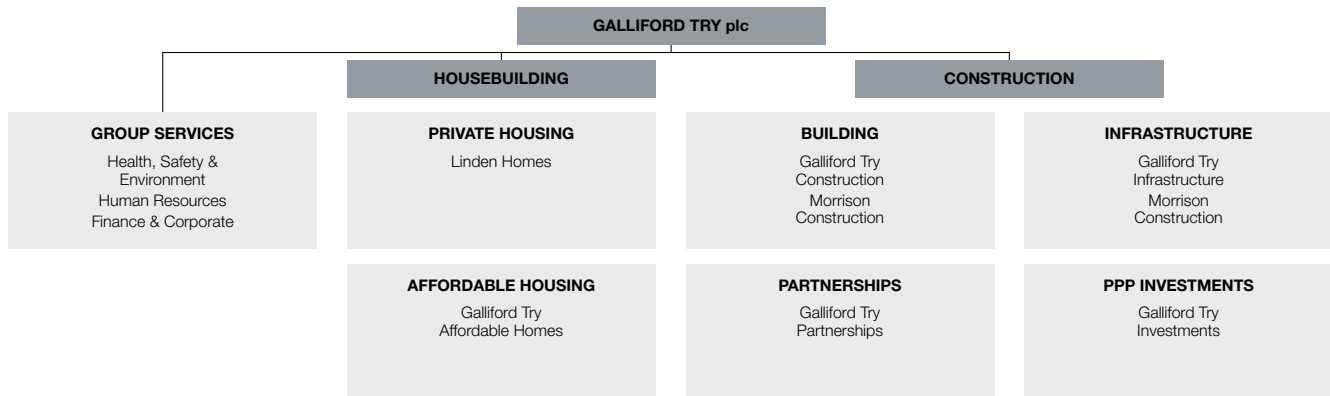 GALLIFORD TRY plc
HOUSEBUILDING
CONSTRUCTION
GROUP SERVICES
Health, Safety &
Environment
Human Resources
Finance & Corporate
PRIVATE HOUSING
Linden Homes
BUILDING
Galliford Try
Construction
Morrison
Construction
INFRASTRUCTURE
Galliford Try
Infrastructure
Morrison
Construction
AFFORDABLE HOUSING
Galliford Try
Affordable Homes
PARTNERSHIPS
Galliford Try
Partnerships
PPP INVESTMENTS
Galliford Try
Investments